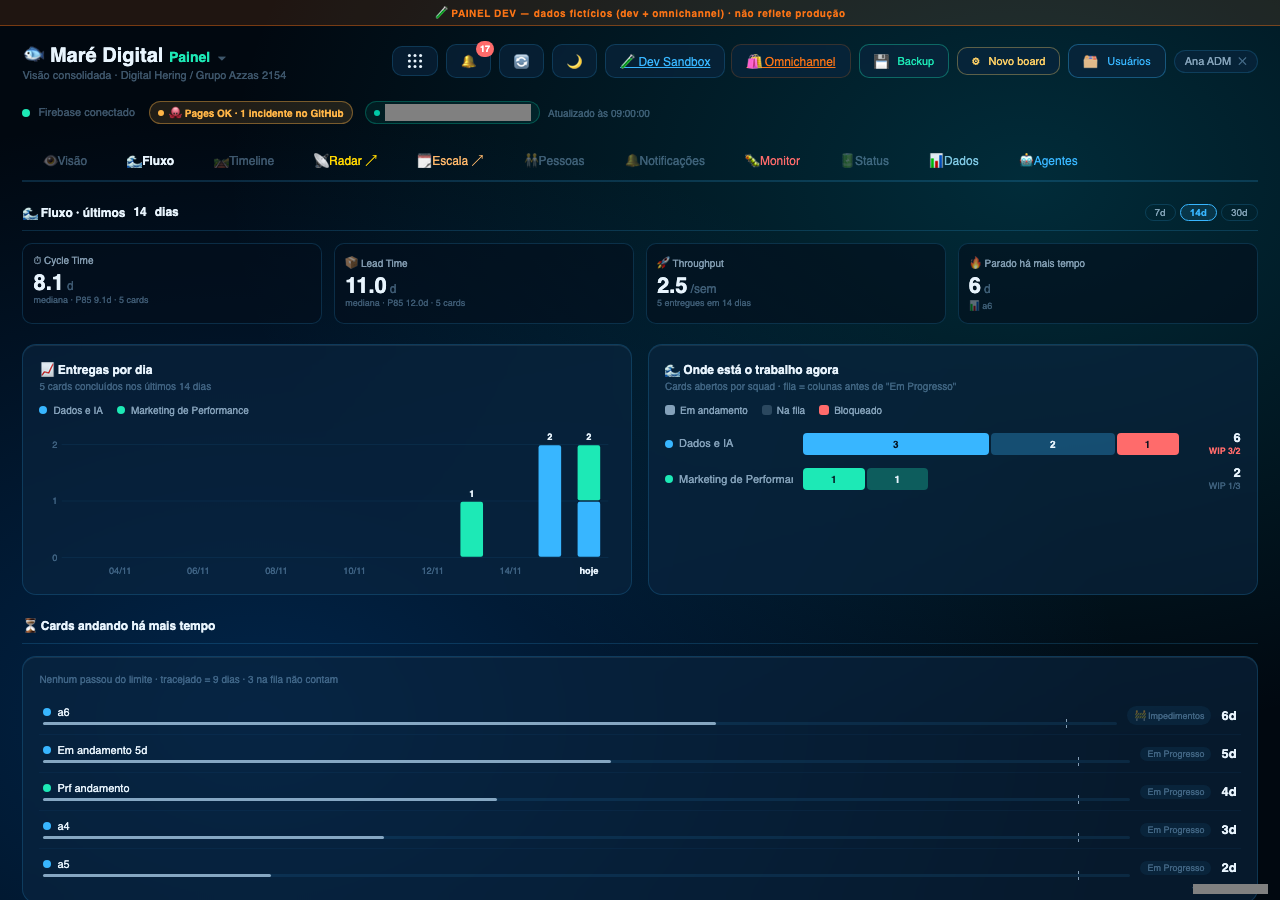 PAINEL DEV — dados fictícios (dev + omnichannel) · não reflete produção
Maré Digital Painel
Visão consolidada · Digital Hering / Grupo Azzas 2154
17
Dev Sandbox
Omnichannel
Backup
Novo board
Usuários
Ana ADM
Firebase conectado
Pages OK · 1 incidente no GitHub
Atualizado às 09:00:00
Visão
Fluxo
Timeline
Radar ↗
Escala ↗
Pessoas
Notificações
Monitor
Status
Dados
Agentes
Fluxo · últimos 14 dias
7d 14d 30d
Cycle Time
8.1 d
mediana · P85 9.1d · 5 cards
Lead Time
11.0 d
mediana · P85 12.0d · 5 cards
Throughput
2.5 /sem
5 entregues em 14 dias
Parado há mais tempo
6 d
a6
Entregas por dia
5 cards concluídos nos últimos 14 dias
Dados e IA
Marketing de Performance
2
1
0
1
2
2
04/11 06/11 08/11 10/11 12/11 14/11 hoje
Onde está o trabalho agora
Cards abertos por squad · fila = colunas antes de "Em Progresso"
Em andamento
Na fila
Bloqueado
Dados e IA
3 2 1
6
WIP 3/2
Marketing de Performar
1 1
2
WIP 1/3
Cards andando há mais tempo
Nenhum passou do limite · tracejado = 9 dias · 3 na fila não contam
a6
Impedimentos 6d
Em andamento 5d
Em Progresso 5d
Prf andamento
Em Progresso 4d
a4
Em Progresso 3d
a5
Em Progresso 2d